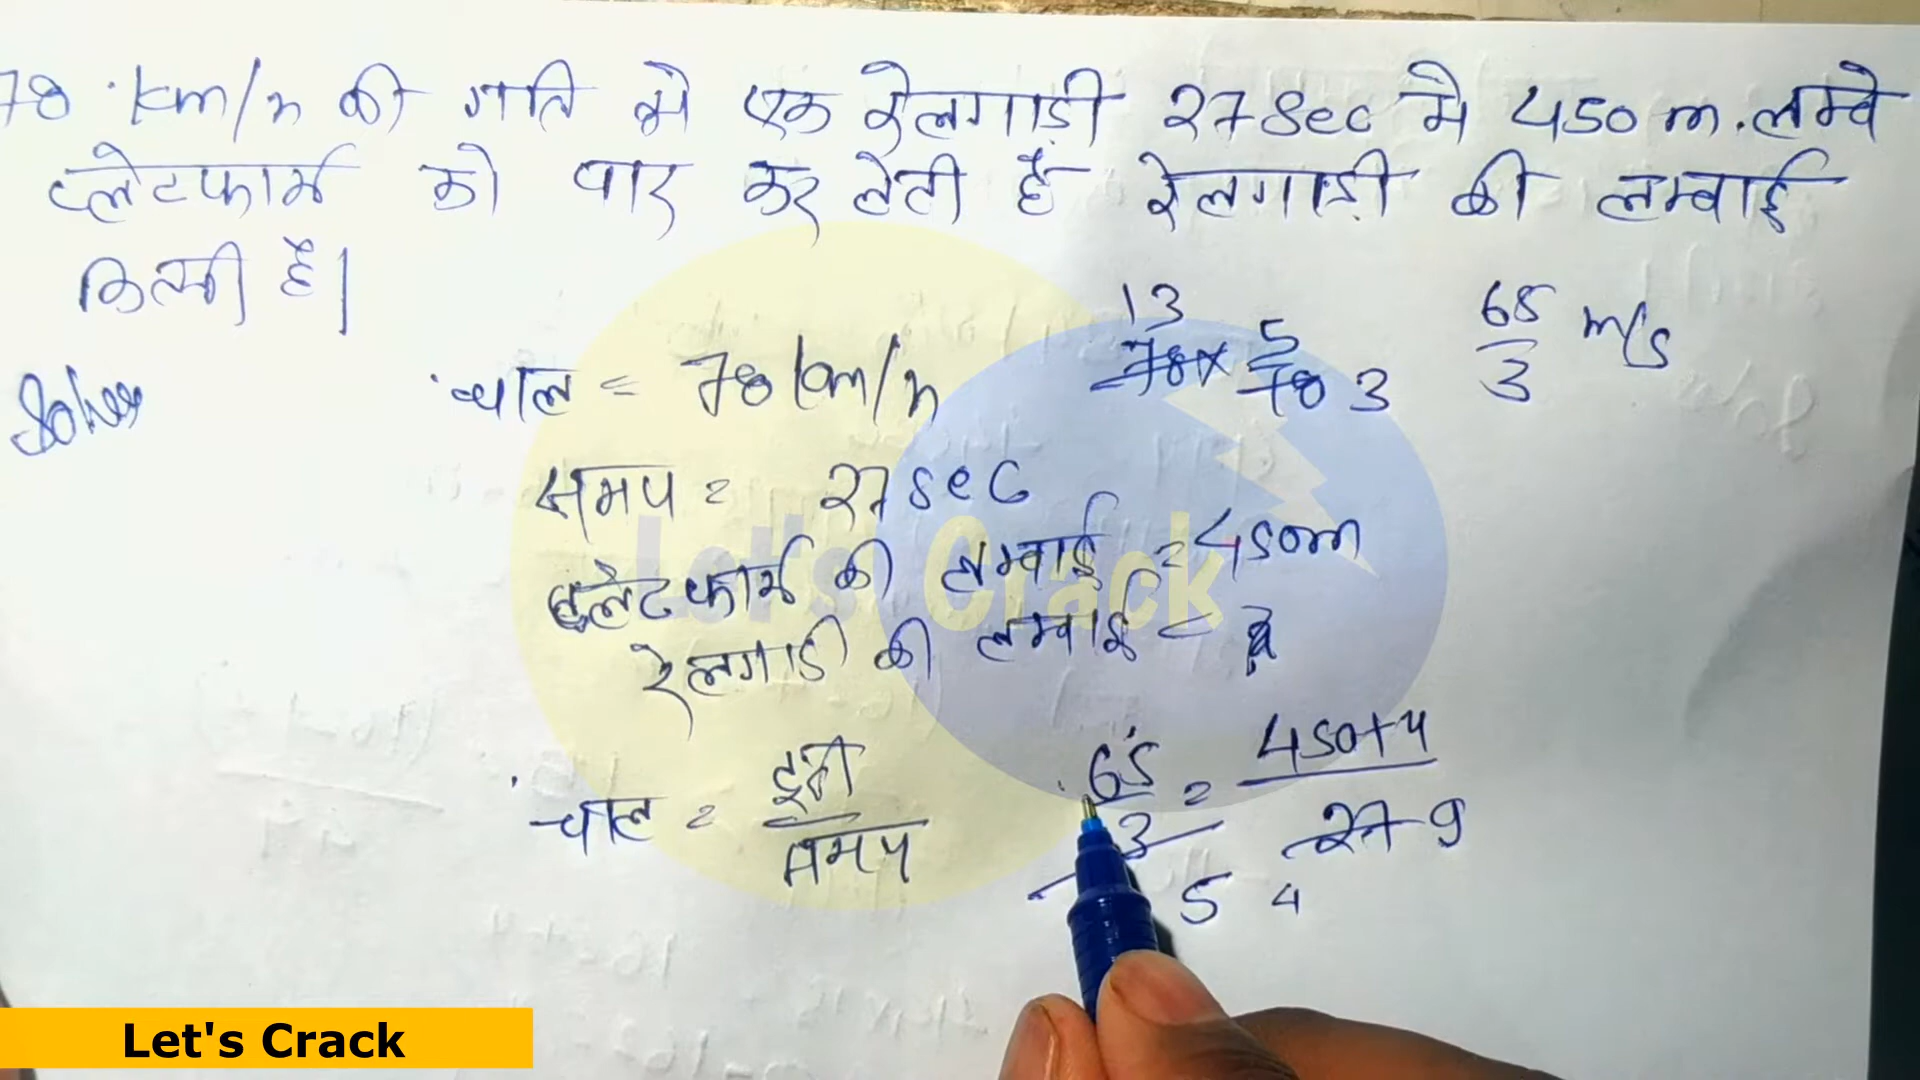 78 km/h की गति से एक रेलगाड़ी 27 Sec मे 450 m. लम्बे
प्लेटफार्म को पार कर लेती है रेलगाड़ी की लम्बाई
कितनी है।
13
78 × 5/18 3
65/3 m/s
चाल = 78 km/h
समय = 27 sec
प्लेटफार्म की लम्बाई = 450m
रेलगाडी की लम्बाई =
चाल = दूरी/समय
65/3 = 450+y/27 9
5 4
Let's Crack
Let's Crack